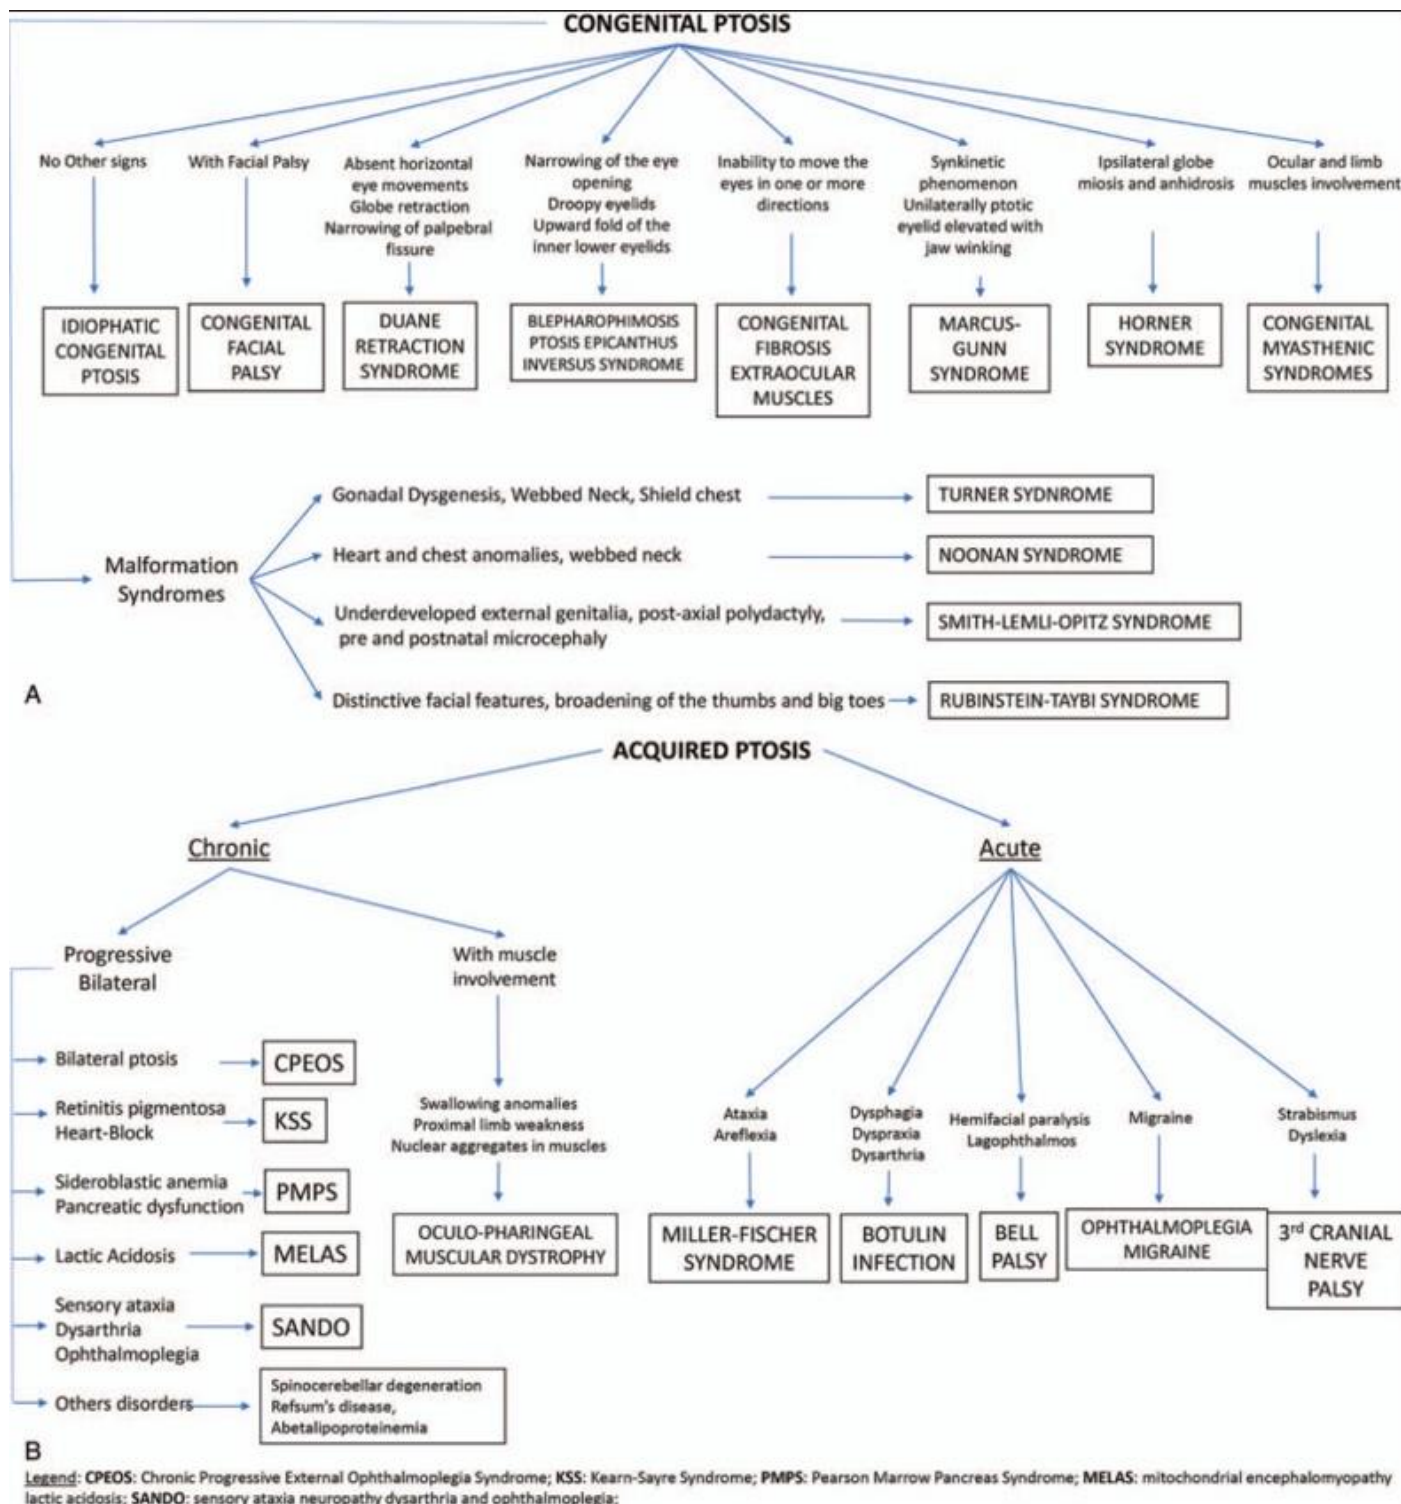 CONGENITAL PTOSIS
No Other signs
With Facial Palsy
Absent horizontal
eye movements
Globe retraction
Narrowing of palpebral
fissure
Narrowing of the eye
opening
Droopy eyelids
Upward fold of the
inner lower eyelids
Inability to move the
eyes in one or more
directions
Synkinetic
phenomenon
Unilaterally ptotic
eyelid elevated with
jaw winking
Ipsilateral globe
miosis and anhidrosis
Ocular and limb
muscles involvement
IDIOPHATIC
CONGENITAL
PTOSIS
CONGENITAL
FACIAL
PALSY
DUANE
RETRACTION
SYNDROME
BLEPHAROPHIMOSIS
PTOSIS EPICANTHUS
INVERSUS SYNDROME
CONGENITAL
FIBROSIS
EXTRAOCULAR
MUSCLES
MARCUS-
GUNN
SYNDROME
HORNER
SYNDROME
CONGENITAL
MYASTHENIC
SYNDROMES
Malformation
Syndromes
Gonadal Dysgenesis, Webbed Neck, Shield chest
TURNER SYDNROME
Heart and chest anomalies, webbed neck
NOONAN SYNDROME
Underdeveloped external genitalia, post-axial polydactyly,
pre and postnatal microcephaly
SMITH-LEMLI-OPITZ SYNDROME
Distinctive facial features, broadening of the thumbs and big toes
RUBINSTEIN-TAYBI SYNDROME
A
ACQUIRED PTOSIS
Chronic
Acute
Progressive
Bilateral
With muscle
involvement
Bilateral ptosis
CPEOS
Retinitis pigmentosa
Heart-Block
KSS
Sideroblastic anemia
Pancreatic dysfunction
PMPS
Lactic Acidosis
MELAS
Sensory ataxia
Dysarthria
Ophthalmoplegia
SANDO
Others disorders
Spinocerebellar degeneration
Refsum's disease,
Abetalipoproteinemia
Swallowing anomalies
Proximal limb weakness
Nuclear aggregates in muscles
OCULO-PHARINGEAL
MUSCULAR DYSTROPHY
Ataxia
Areflexia
MILLER-FISCHER
SYNDROME
Dysphagia
Dyspraxia
Dysarthria
BOTULIN
INFECTION
Hemifacial paralysis
Lagophthalmos
BELL
PALSY
Migraine
OPHTHALMOPLEGIA
MIGRAINE
Strabismus
Dyslexia
3rd CRANIAL
NERVE
PALSY
B
Legend: CPEOS: Chronic Progressive External Ophthalmoplegia Syndrome; KSS: Kearn-Sayre Syndrome; PMPS: Pearson Marrow Pancreas Syndrome; MELAS: mitochondrial encephalomyopathy
lactic acidosis; SANDO: sensory ataxia neuropathy dysarthria and ophthalmoplegia;